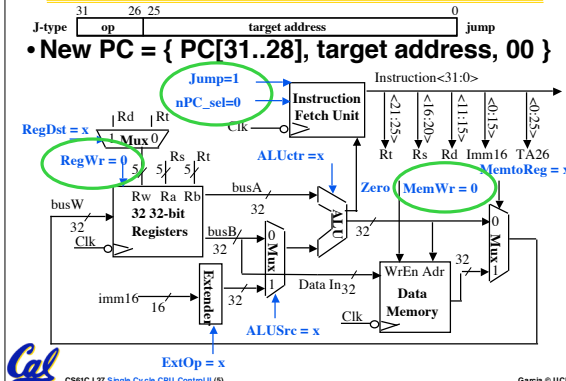 31 26 25 0
J-type op target address jump
• New PC = { PC[31..28], target address, 00 }
Jump=1
nPC_sel=0
Instruction Fetch Unit
Clk
Instruction<31:0>
<21:25> <16:20> <11:15> <0:15> <0:25>
Rt Rs Rd Imm16 TA26
RegDst = x
Rd Rt
1 Mux 0
RegWr = 0
5 5 Rs 5 Rt
ALUctr =x
Zero MemWr = 0 MemtoReg = x
busW
32
Clk
Rw Ra Rb
32 32-bit
Registers
busA
32
busB
32
ALU
32
0 Mux 1
imm16
16
Extender
32
ALUSrc = x
ExtOp = x
Data In 32
WrEn Adr
Data
Memory
Clk
32
0 Mux 1
Cal
CS61C L27 Single Cycle CPU Control II (5)
Garcia © UC